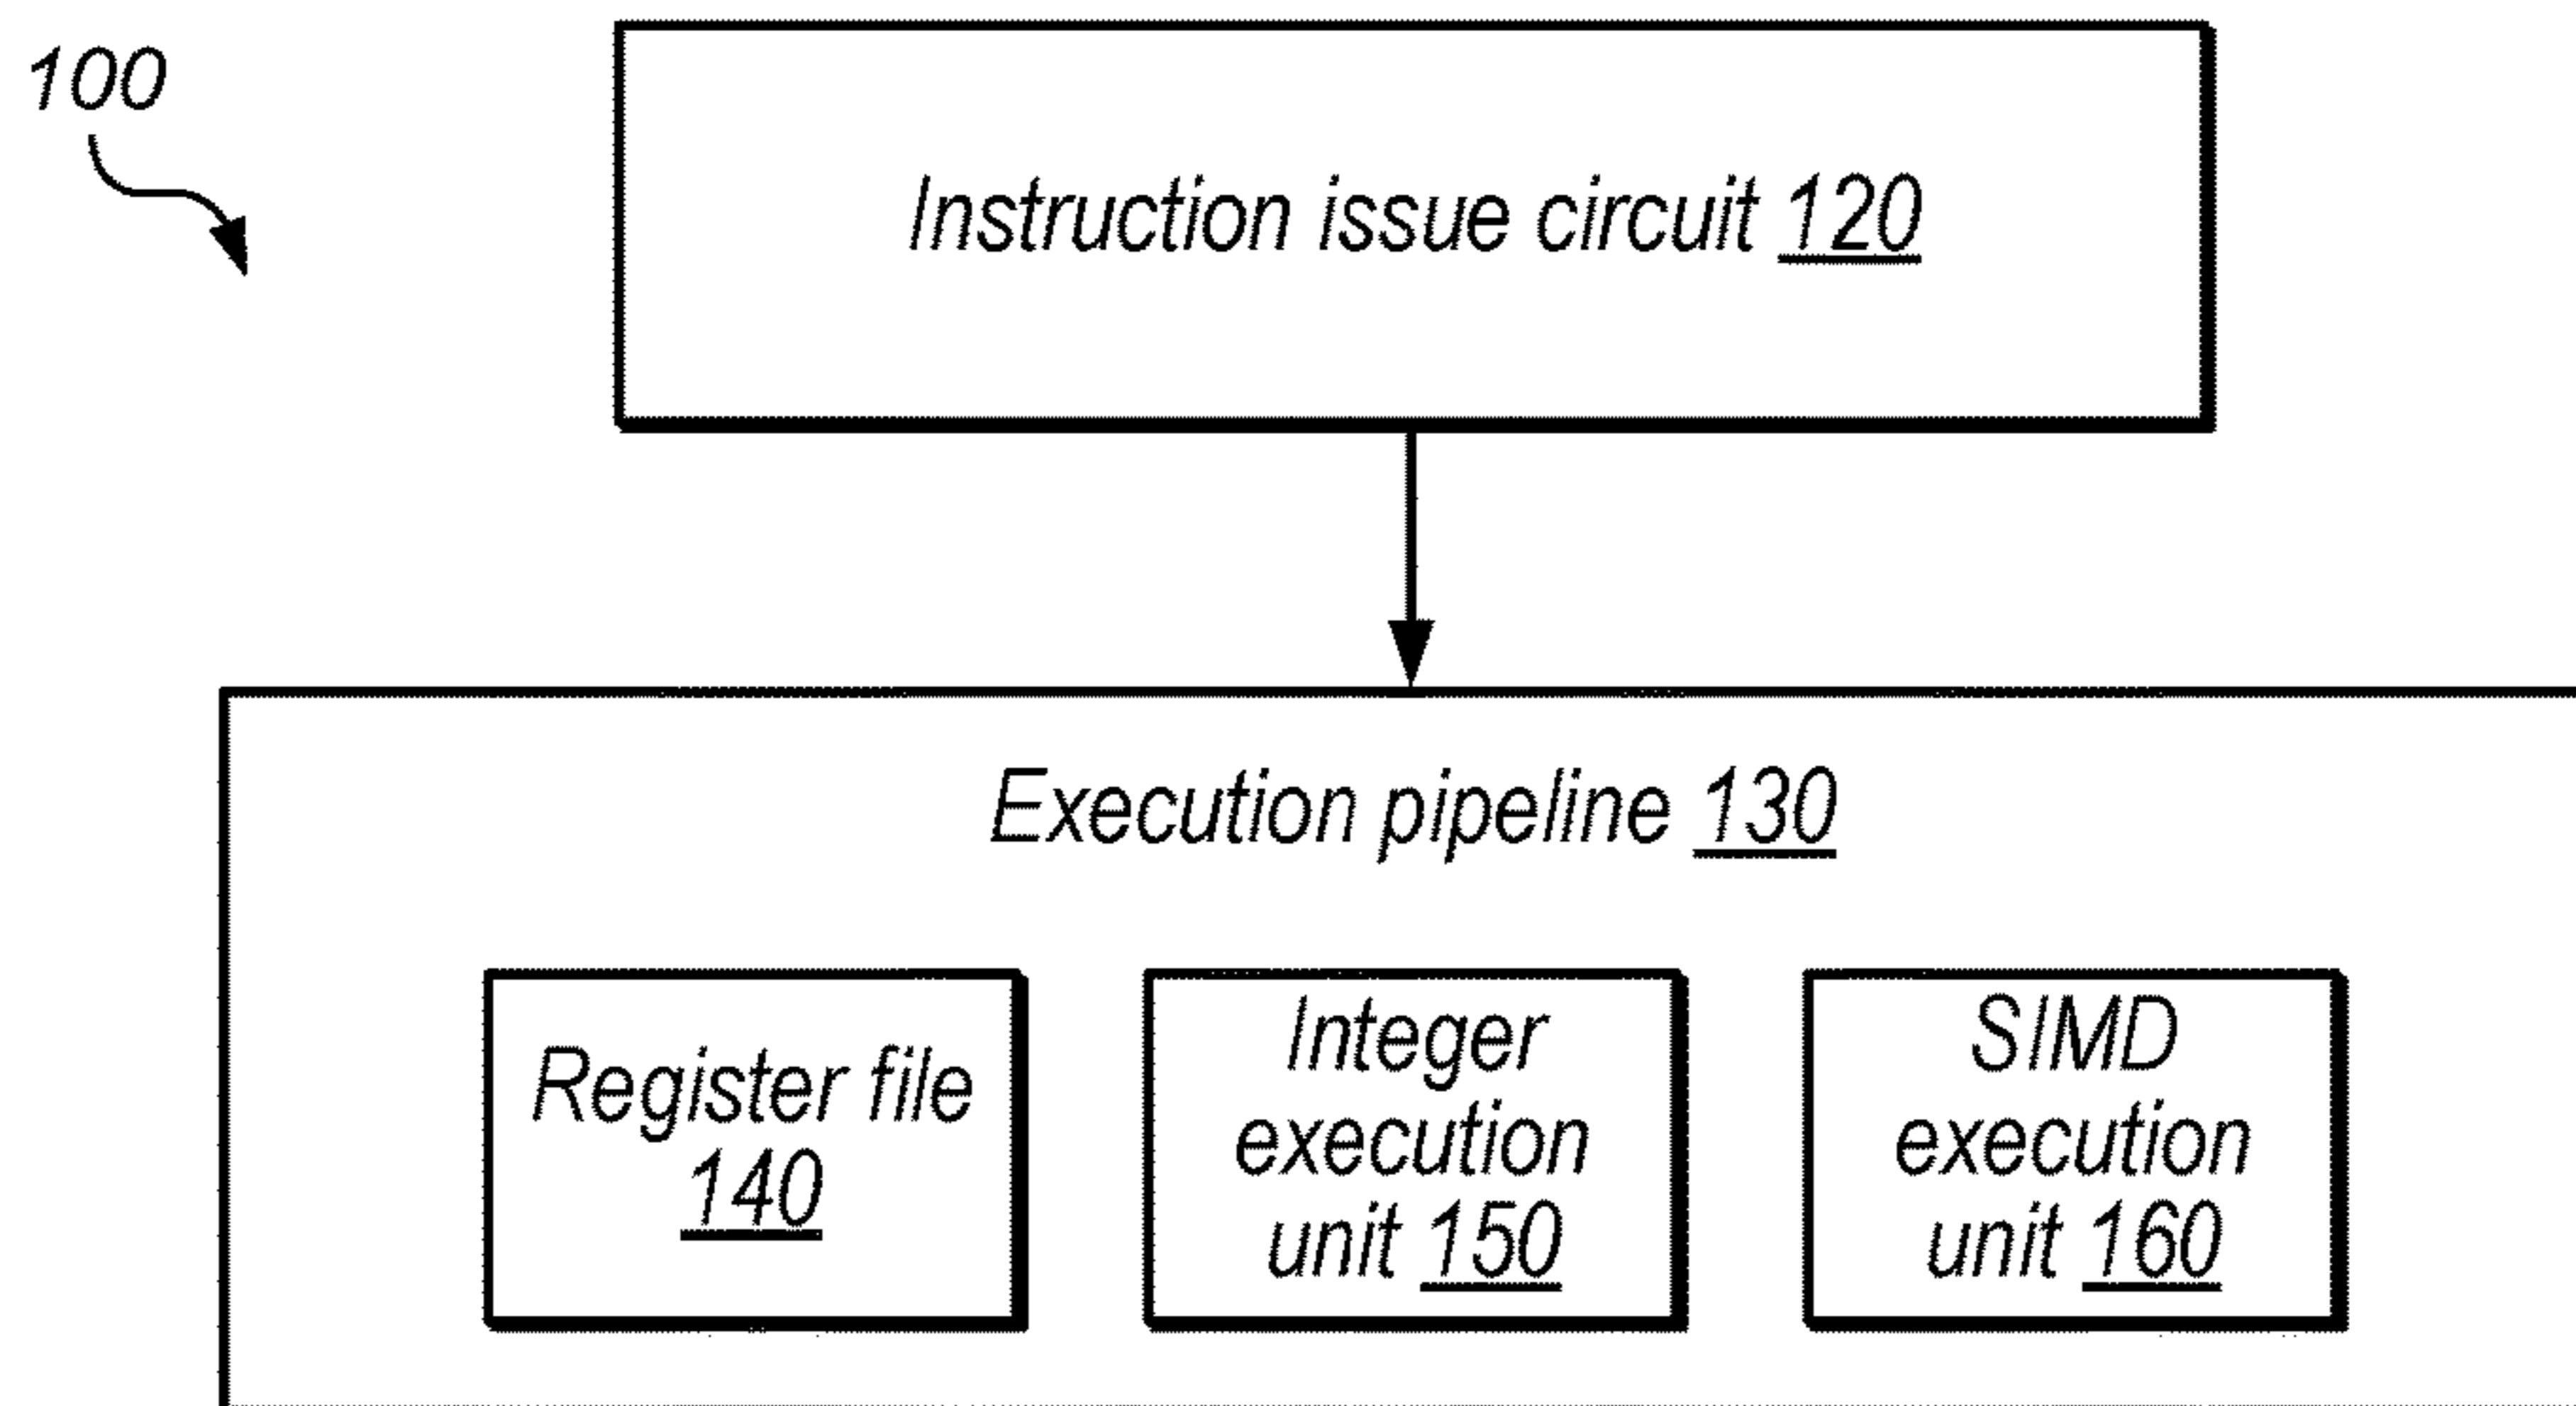 100
Instruction issue circuit 120
Execution pipeline 130
Register file
140
Integer
execution
unit 150
SIMD
execution
unit 160